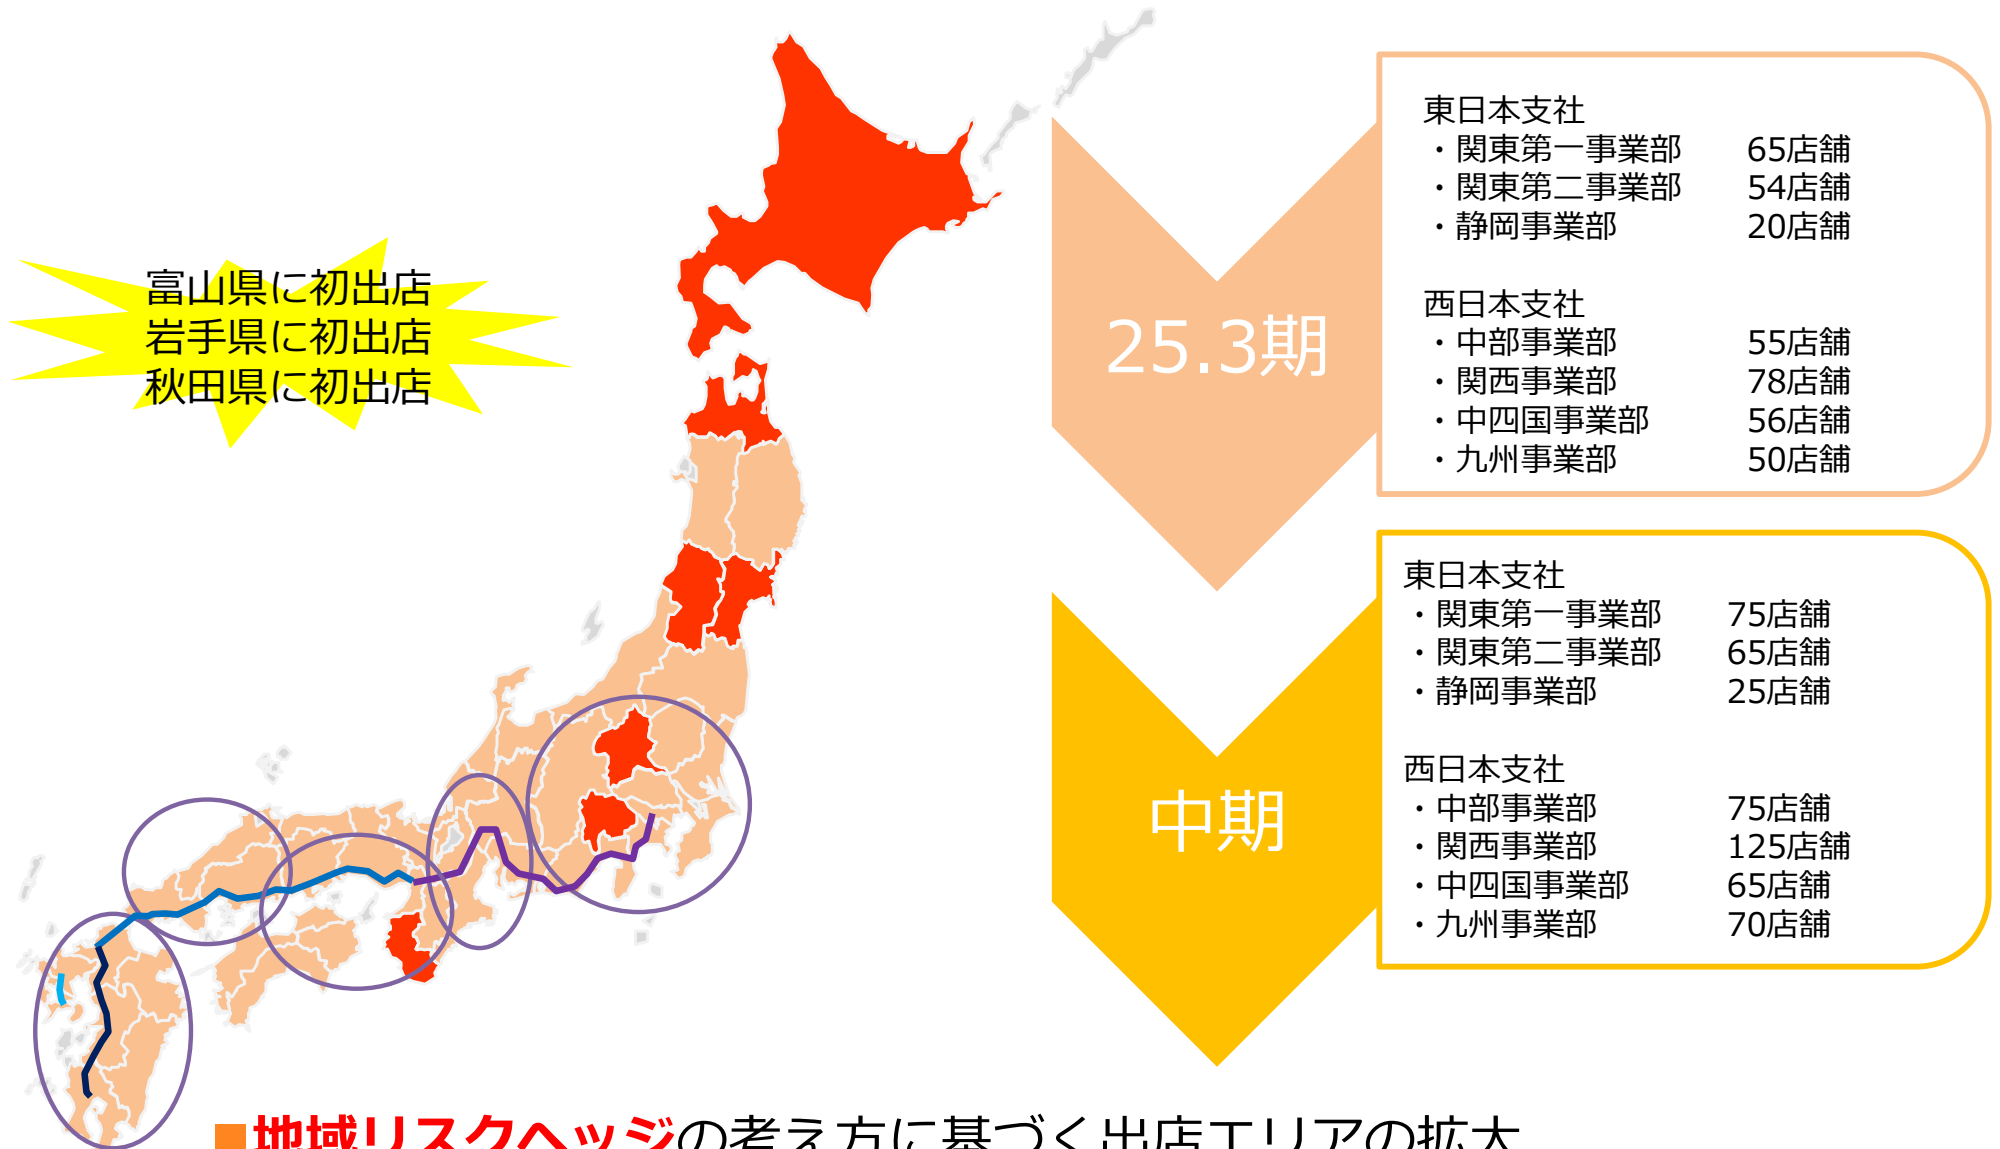 富山県に初出店
岩手県に初出店
秋田県に初出店
25.3期
東日本支社
・関東第一事業部 65店舗
・関東第二事業部 54店舗
・静岡事業部 20店舗
西日本支社
・中部事業部 55店舗
・関西事業部 78店舗
・中四国事業部 56店舗
・九州事業部 50店舗
中期
東日本支社
・関東第一事業部 75店舗
・関東第二事業部 65店舗
・静岡事業部 25店舗
西日本支社
・中部事業部 75店舗
・関西事業部 125店舗
・中四国事業部 65店舗
・九州事業部 70店舗
■地域リスクヘッジの考え方に基づく出店エリアの拡大